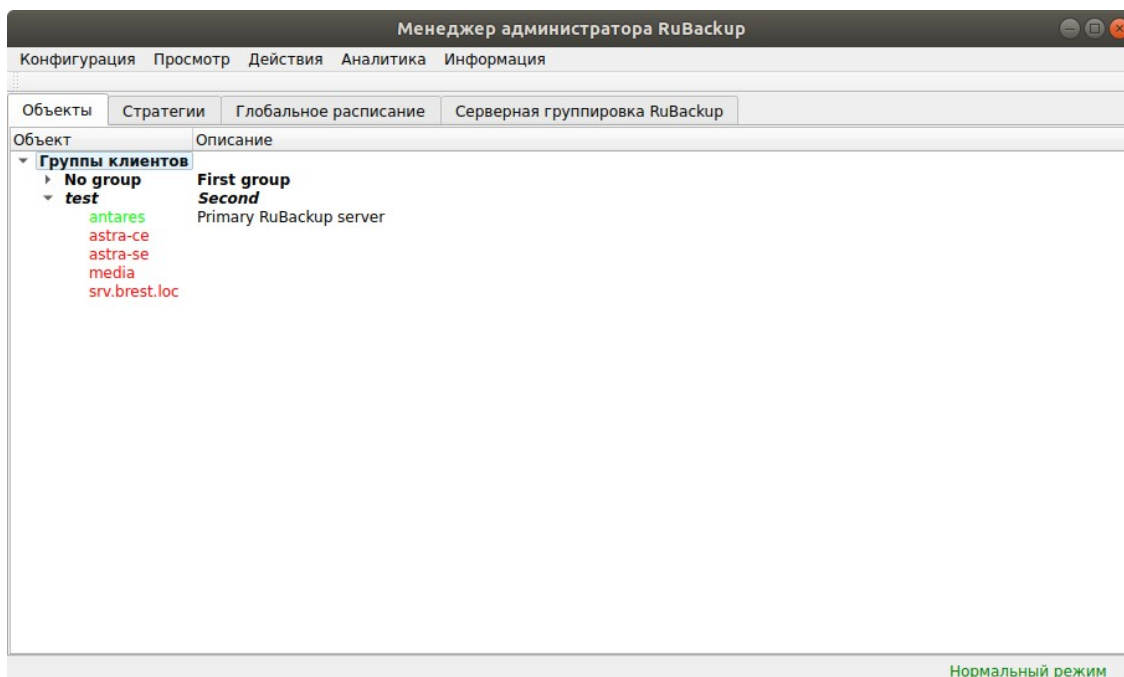 Менеджер администратора RuBackup
Конфигурация Просмотр Действия Аналитика Информация
Объекты Стратегии Глобальное расписание Серверная группировка RuBackup
Объект Описание
Группы клиентов
No group First group
test Second
antares Primary RuBackup server
astra-ce
astra-se
media
srv.brest.loc
Нормальный режим